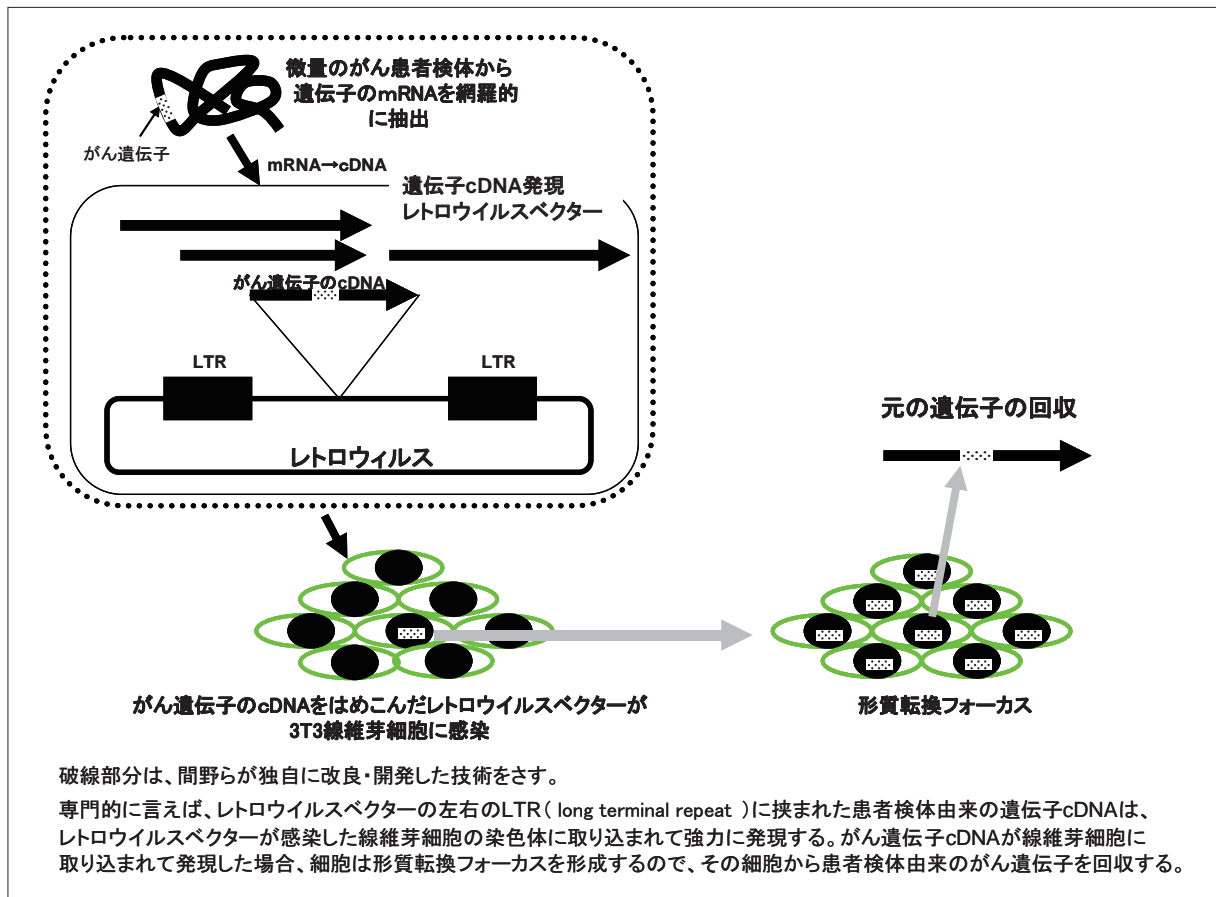 微量のがん患者検体から
遺伝子のmRNAを網羅的
に抽出
がん遺伝子
mRNA→cDNA
遺伝子cDNA発現
レトロウイルスベクター
がん遺伝子のcDNA
LTR
LTR
レトロウィルス
元の遺伝子の回収
がん遺伝子のcDNAをはめこんだレトロウイルスベクターが
3T3線維芽細胞に感染
形質転換フォーカス
破線部分は、間野らが独自に改良・開発した技術をさす。
専門的に言えば、レトロウイルスベクターの左右のLTR( long terminal repeat )に挟まれた患者検体由来の遺伝子cDNAは、
レトロウイルスベクターが感染した線維芽細胞の染色体に取り込まれて強力に発現する。がん遺伝子cDNAが線維芽細胞に
取り込まれて発現した場合、細胞は形質転換フォーカスを形成するので、その細胞から患者検体由来のがん遺伝子を回収する。